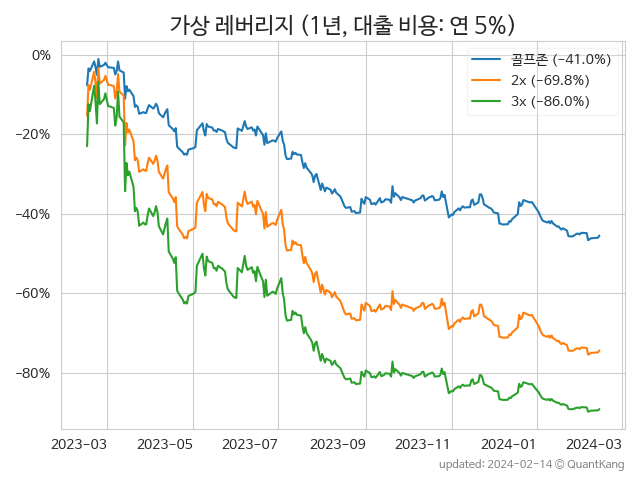 가상 레버리지 (1년, 대출 비용: 연 5%)
골프존 (−41.0%)
2x (−69.8%)
3x (−86.0%)
0%
−20%
−40%
−60%
−80%
2023-03 2023-05 2023-07 2023-09 2023-11 2024-01 2024-03
updated: 2024-02-14 © QuantKang